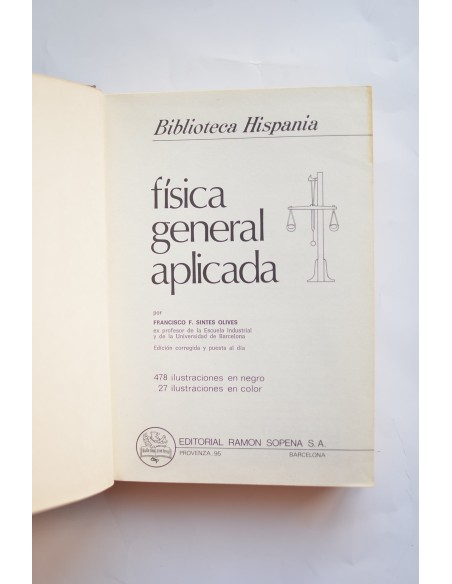 Biblioteca Hispania
física
general
aplicada
por
FRANCISCO F. SINTES OLIVES
ex profesor de la Escuela Industrial
y de la Universidad de Barcelona
Edición corregida y puesta al día
478 ilustraciones en negro
27 ilustraciones en color
EDITORIAL RAMON SOPENA S.A.
PROVENZA, 95 BARCELONA